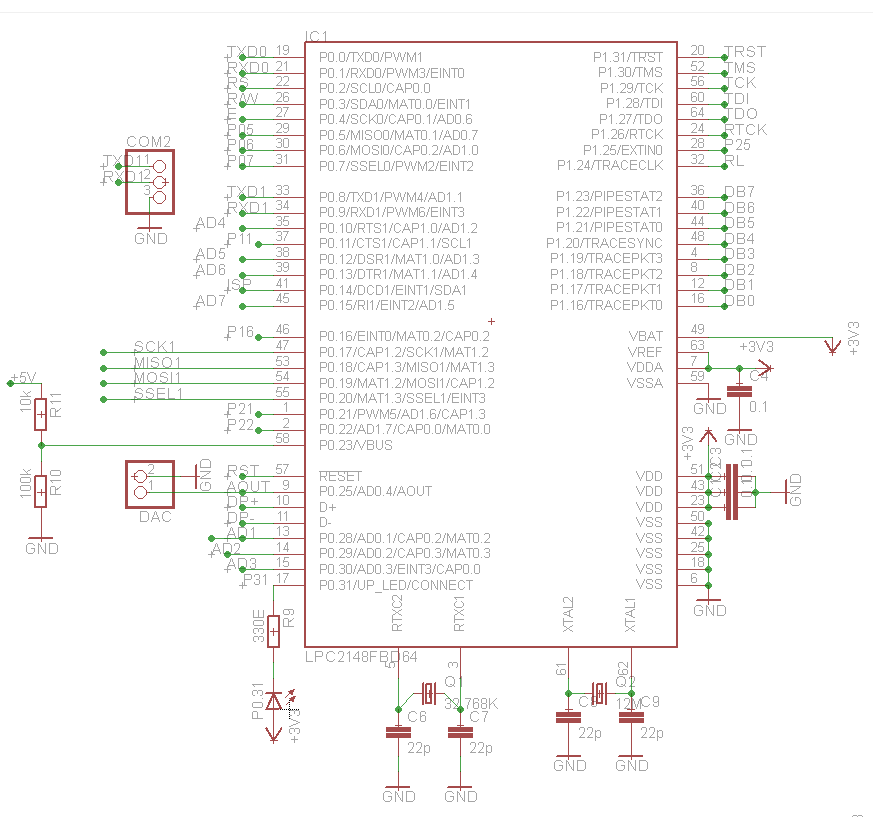 IC1
TXD0 19 P0.0/TXD0/PWM1
RXD0 21 P0.1/RXD0/PWM3/EINT0
RS 22 P0.2/SCL0/CAP0.0
R/W 26 P0.3/SDA0/MAT0.0/EINT1
E 27 P0.4/SCK0/CAP0.1/AD0.6
P05 29 P0.5/MISO0/MAT0.1/AD0.7
P06 30 P0.6/MOSI0/CAP0.2/AD1.0
P07 31 P0.7/SSEL0/PWM2/EINT2
TXD1 33 P0.8/TXD1/PWM4/AD1.1
RXD1 34 P0.9/RXD1/PWM6/EINT3
AD4 35 P0.10/RTS1/CAP1.0/AD1.2
P11 37 P0.11/CTS1/CAP1.1/SCL1
AD5 38 P0.12/DSR1/MAT1.0/AD1.3
AD6 39 P0.13/DTR1/MAT1.1/AD1.4
ISP 41 P0.14/DCD1/EINT1/SDA1
AD7 45 P0.15/RI1/EINT2/AD1.5
P16 46 P0.16/EINT0/MAT0.2/CAP0.2
SCK1 47 P0.17/CAP1.2/SCK1/MAT1.2
MISO1 53 P0.18/CAP1.3/MISO1/MAT1.3
MOSI1 54 P0.19/MAT1.2/MOSI1/CAP1.2
SSEL1 55 P0.20/MAT1.3/SSEL1/EINT3
P21 1 P0.21/PWM5/AD1.6/CAP1.3
P22 2 P0.22/AD1.7/CAP0.0/MAT0.0
58 P0.23/VBUS
RST 57 RESET
AOUT 9 P0.25/AD0.4/AOUT
DP+ 10 D+
DP- 11 D-
AD1 13 P0.28/AD0.1/CAP0.2/MAT0.2
AD2 14 P0.29/AD0.2/CAP0.3/MAT0.3
AD3 15 P0.30/AD0.3/EINT3/CAP0.0
P31 17 P0.31/UP_LED/CONNECT
P1.31/TRST 20 TRST
P1.30/TMS 52 TMS
P1.29/TCK 56 TCK
P1.28/TDI 60 TDI
P1.27/TDO 64 TDO
P1.26/RTCK 24 RTCK
P1.25/EXTIN0 28 P25
P1.24/TRACECLK 32 RL
P1.23/PIPESTAT2 36 DB7
P1.22/PIPESTAT1 40 DB6
P1.21/PIPESTAT0 44 DB5
P1.20/TRACESYNC 48 DB4
P1.19/TRACEPKT3 4 DB3
P1.18/TRACEPKT2 8 DB2
P1.17/TRACEPKT1 12 DB1
P1.16/TRACEPKT0 16 DB0
VBAT 49 +3V3
VREF 63 +3V3
VDDA 7
VSSA 59
GND
C4
0.1
GND
+3V3
VDD 51
VDD 43
VDD 23
VSS 50
VSS 42
VSS 25
VSS 18
VSS 6
C3
0.1
GND
GND
COM2
TXD1 1
RXD1 2
3
GND
+5V
10k R11
100k R10
GND
2
1
GND
DAC
330E R9
P0.31
+3V3
RTXC2
RTXC1
XTAL2
XTAL1
LPC2148FBD64
5
3
61
62
32.768K
C6
22p
GND
C7
22p
GND
Q2
12M
22p
GND
C9
22p
GND